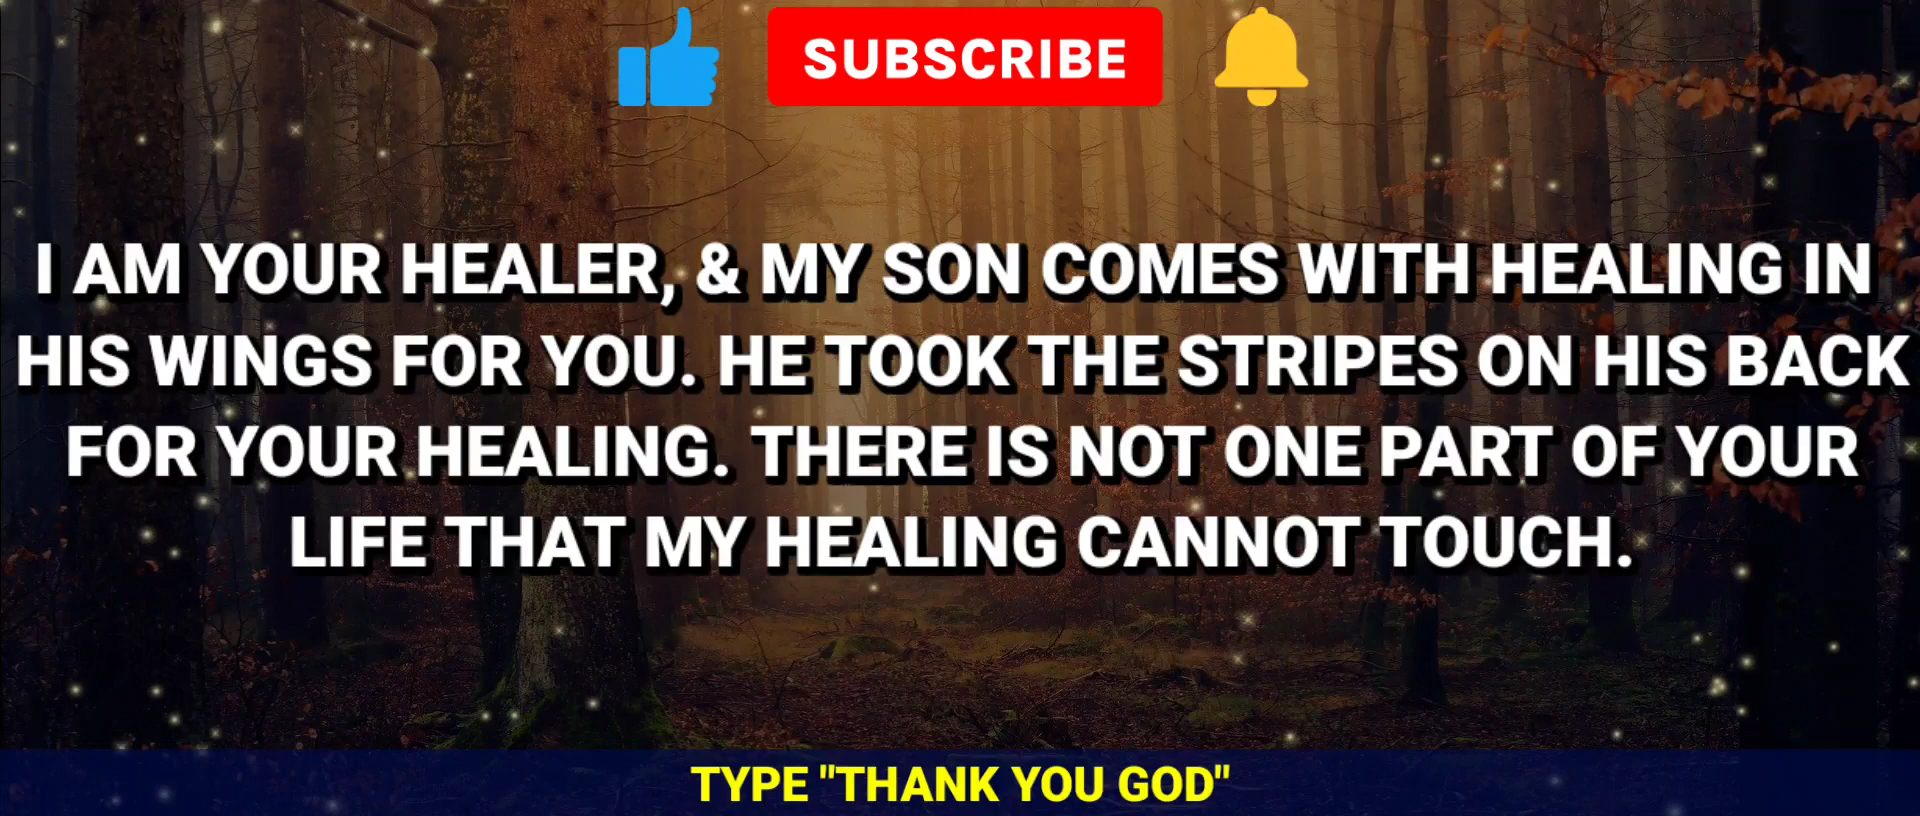 SUBSCRIBE
I AM YOUR HEALER, & MY SON COMES WITH HEALING IN
HIS WINGS FOR YOU. HE TOOK THE STRIPES ON HIS BACK
FOR YOUR HEALING. THERE IS NOT ONE PART OF YOUR
LIFE THAT MY HEALING CANNOT TOUCH.
TYPE "THANK YOU GOD"